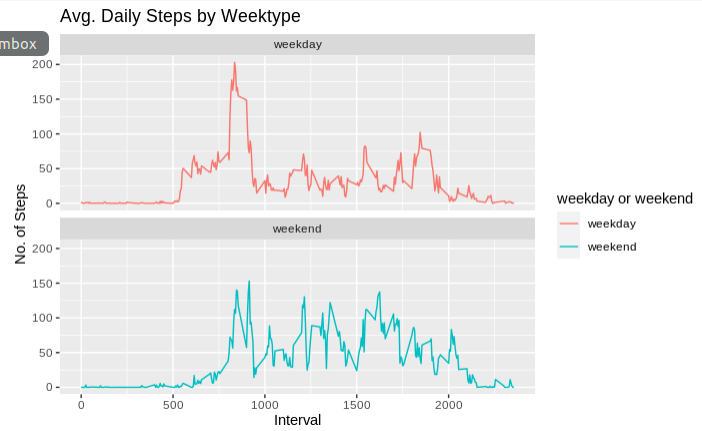 Avg. Daily Steps by Weektype
mbox
weekday
200
150
100
50
0
weekend
200
150
100
50
0
No. of Steps
0 500 1000 1500 2000
Interval
weekday or weekend
weekday
weekend